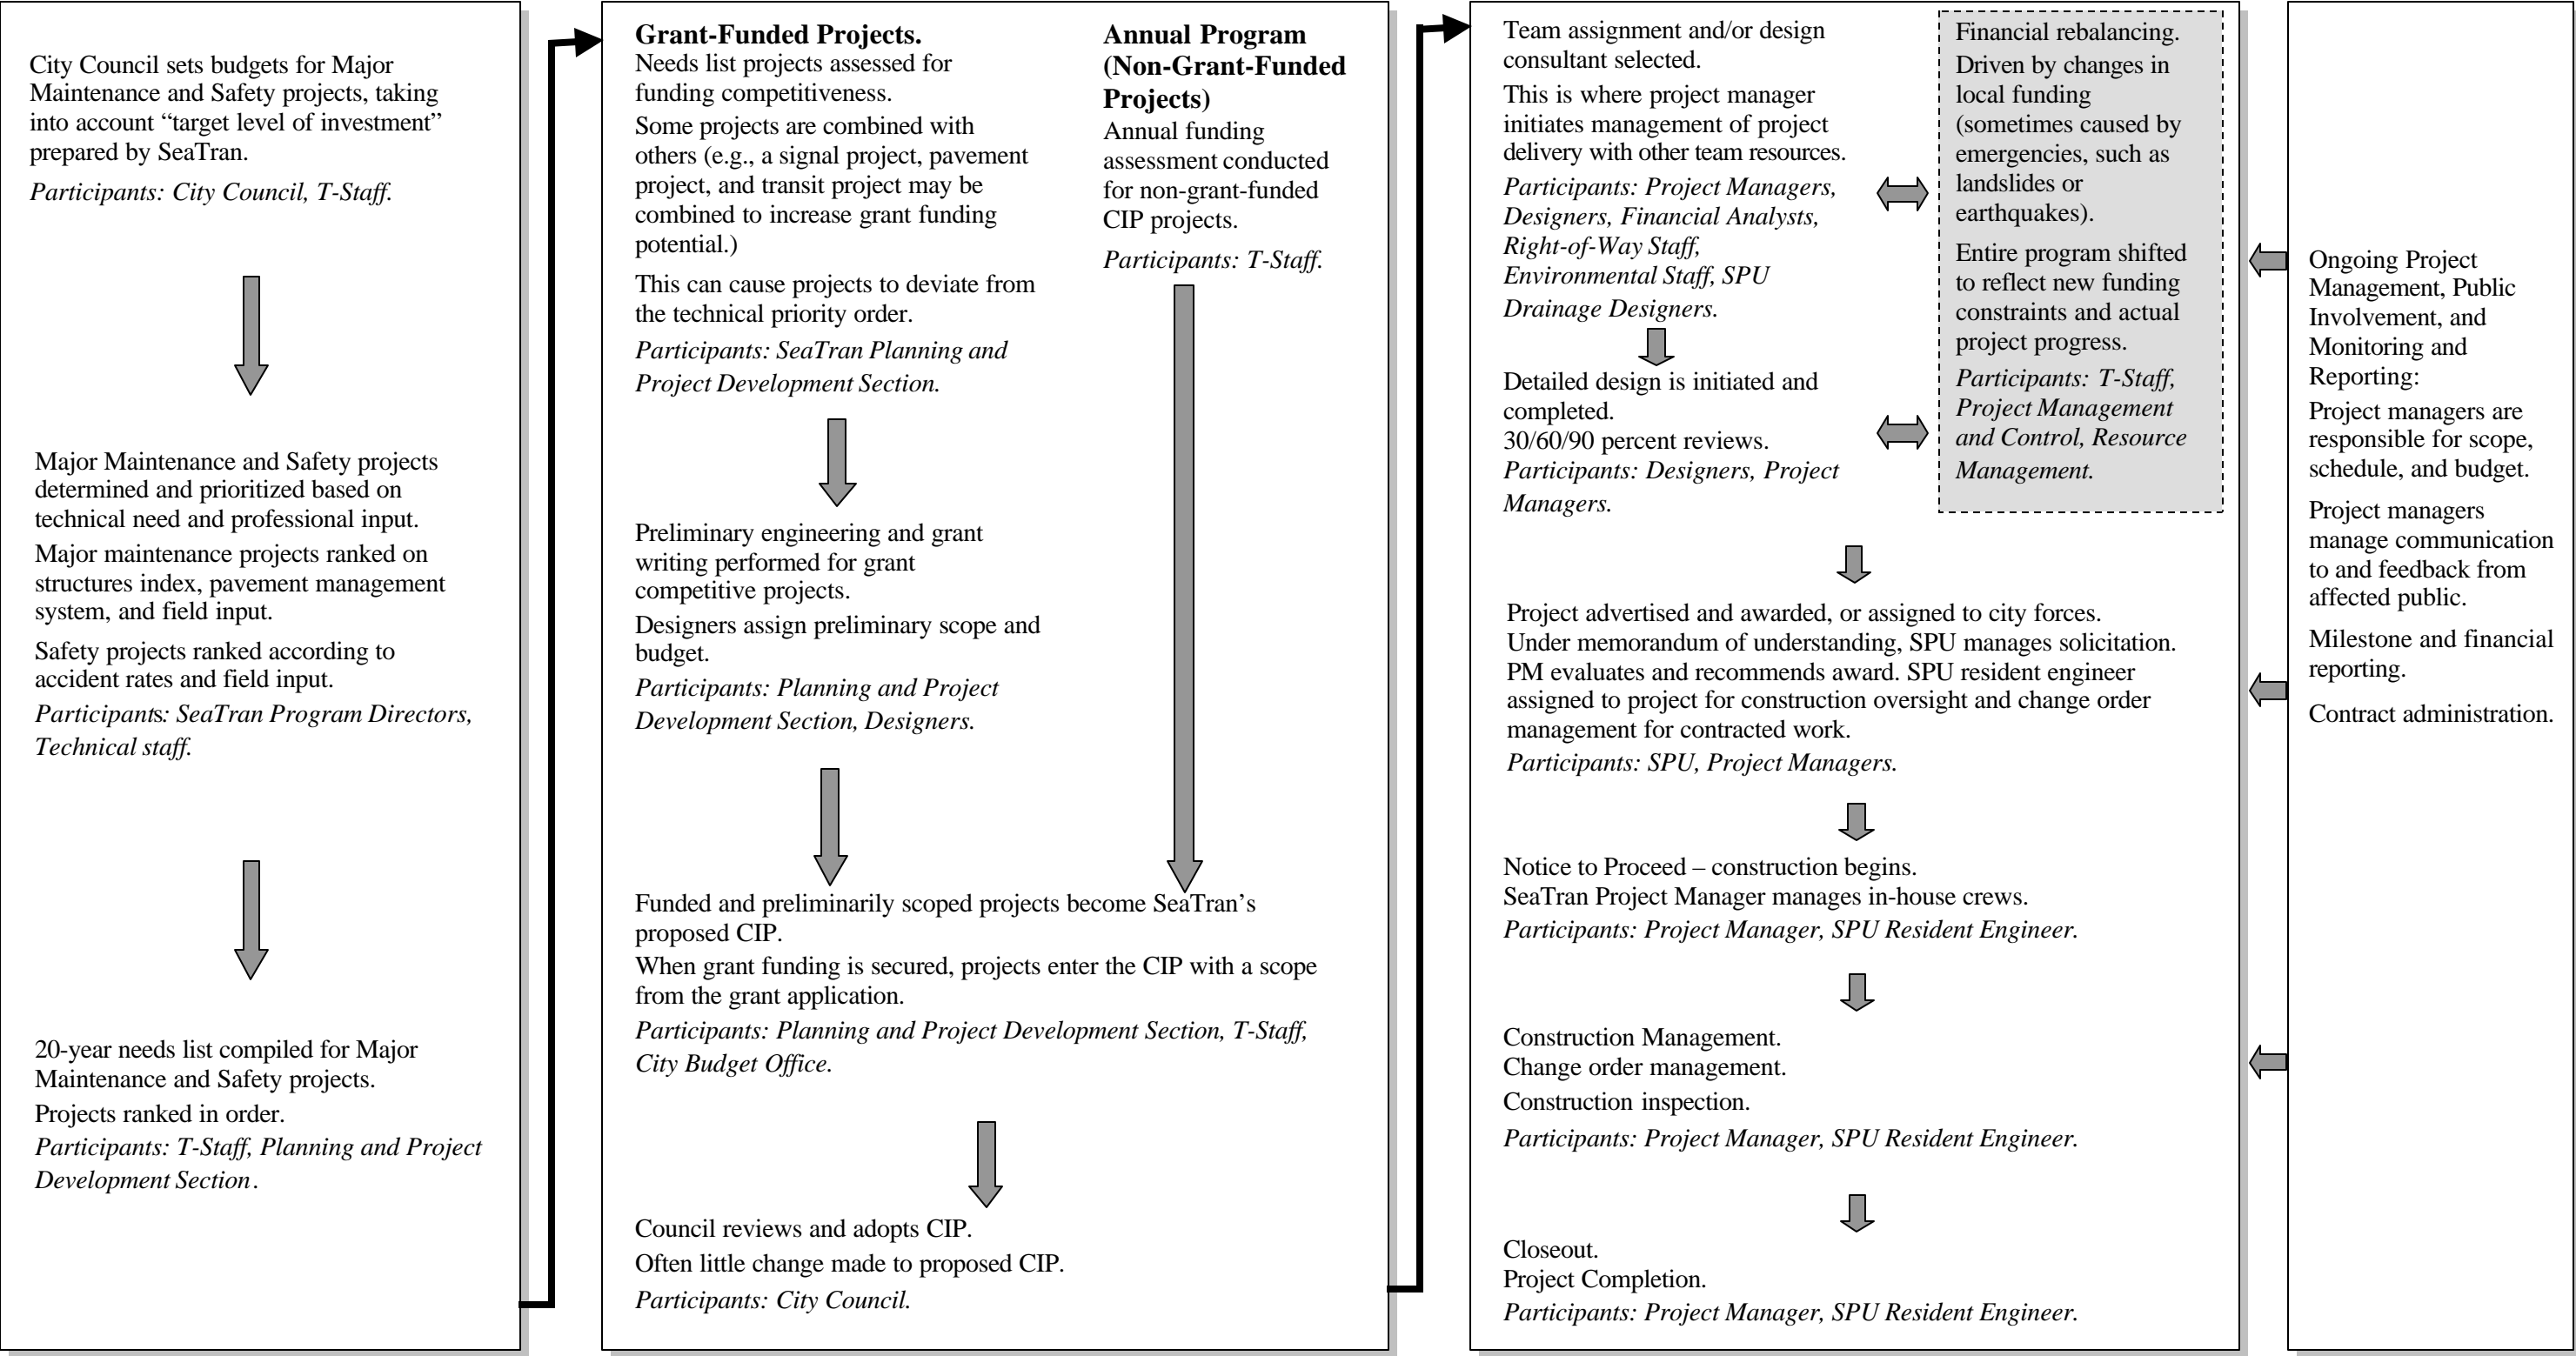 City Council sets budgets for Major
Maintenance and Safety projects, taking
into account “target level of investment”
prepared by SeaTran.
Participants: City Council, T-Staff.
Major Maintenance and Safety projects
determined and prioritized based on
technical need and professional input.
Major maintenance projects ranked on
structures index, pavement management
system, and field input.
Safety projects ranked according to
accident rates and field input.
Participants: SeaTran Program Directors,
Technical staff.
20-year needs list compiled for Major
Maintenance and Safety projects.
Projects ranked in order.
Participants: T-Staff, Planning and Project
Development Section.
Grant-Funded Projects.
Needs list projects assessed for
funding competitiveness.
Some projects are combined with
others (e.g., a signal project, pavement
project, and transit project may be
combined to increase grant funding
potential.)
This can cause projects to deviate from
the technical priority order.
Participants: SeaTran Planning and
Project Development Section.
Preliminary engineering and grant
writing performed for grant
competitive projects.
Designers assign preliminary scope and
budget.
Participants: Planning and Project
Development Section, Designers.
Annual Program
(Non-Grant-Funded
Projects)
Annual funding
assessment conducted
for non-grant-funded
CIP projects.
Participants: T-Staff.
Funded and preliminarily scoped projects become SeaTran’s
proposed CIP.
When grant funding is secured, projects enter the CIP with a scope
from the grant application.
Participants: Planning and Project Development Section, T-Staff,
City Budget Office.
Council reviews and adopts CIP.
Often little change made to proposed CIP.
Participants: City Council.
Team assignment and/or design
consultant selected.
This is where project manager
initiates management of project
delivery with other team resources.
Participants: Project Managers,
Designers, Financial Analysts,
Right-of-Way Staff,
Environmental Staff, SPU
Drainage Designers.
Detailed design is initiated and
completed.
30/60/90 percent reviews.
Participants: Designers, Project
Managers.
Financial rebalancing.
Driven by changes in
local funding
(sometimes caused by
emergencies, such as
landslides or
earthquakes).
Entire program shifted
to reflect new funding
constraints and actual
project progress.
Participants: T-Staff,
Project Management
and Control, Resource
Management.
Project advertised and awarded, or assigned to city forces.
Under memorandum of understanding, SPU manages solicitation.
PM evaluates and recommends award. SPU resident engineer
assigned to project for construction oversight and change order
management for contracted work.
Participants: SPU, Project Managers.
Notice to Proceed – construction begins.
SeaTran Project Manager manages in-house crews.
Participants: Project Manager, SPU Resident Engineer.
Construction Management.
Change order management.
Construction inspection.
Participants: Project Manager, SPU Resident Engineer.
Closeout.
Project Completion.
Participants: Project Manager, SPU Resident Engineer.
Ongoing Project
Management, Public
Involvement, and
Monitoring and
Reporting:
Project managers are
responsible for scope,
schedule, and budget.
Project managers
manage communication
to and feedback from
affected public.
Milestone and financial
reporting.
Contract administration.